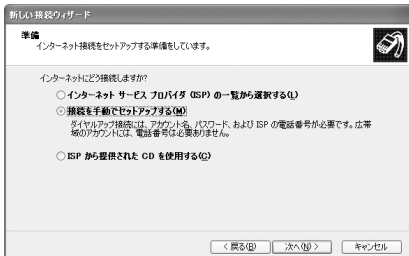 新しい接続ウィザード
準備
インターネット接続をセットアップする準備をしています。
インターネットにどう接続しますか?
インターネット サービス プロバイダ (ISP) の一覧から選択する(L)
接続を手動でセットアップする(M)
ダイヤルアップ接続には、アカウント名、パスワード、および ISP の電話番号が必要です。広帯
域のアカウントには、電話番号は必要ありません。
ISP から提供された CD を使用する(C)
< 戻る(B)
次へ(N) >
キャンセル